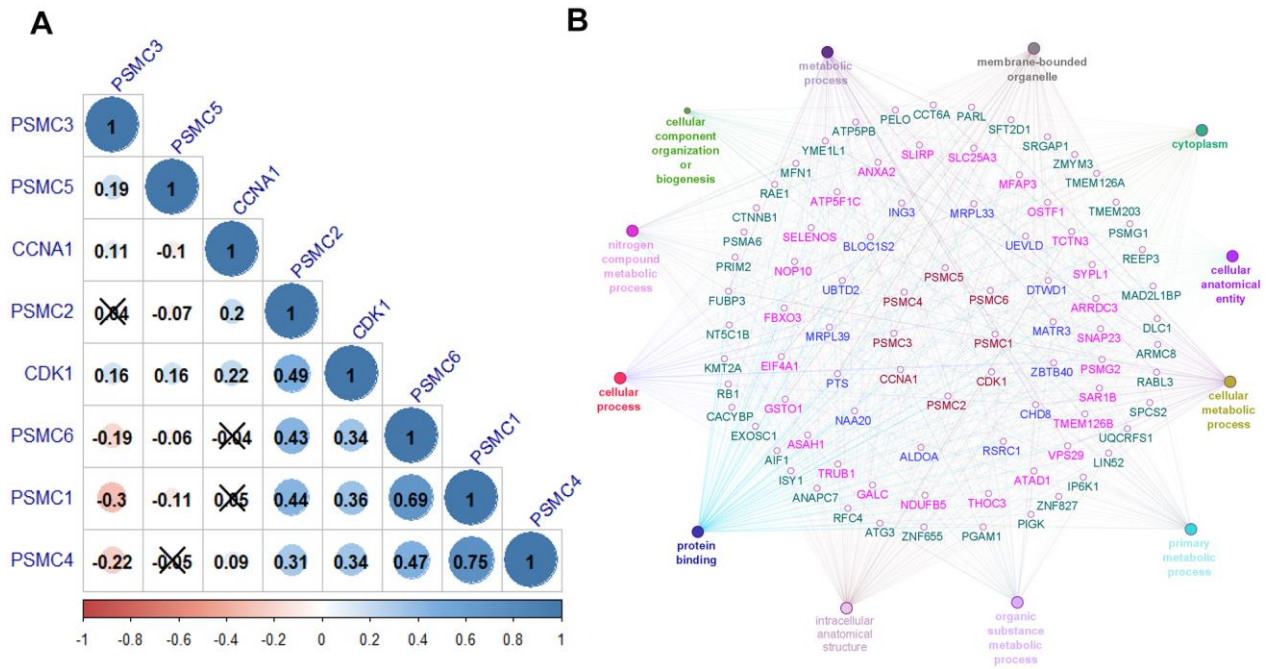 A
PSMC3
PSMC5
CCNA1
PSMC2
CDK1
PSMC6
PSMC1
PSMC4
PSMC3 1
PSMC5 0.19 1
CCNA1 0.11 -0.1 1
PSMC2 0.04 -0.07 0.2 1
CDK1 0.16 0.16 0.22 0.49 1
PSMC6 -0.19 -0.06 -0.04 0.43 0.34 1
PSMC1 -0.3 -0.11 0.05 0.44 0.36 0.69 1
PSMC4 -0.22 -0.05 0.09 0.31 0.34 0.47 0.75 1
-1 -0.8 -0.6 -0.4 -0.2 0 0.2 0.4 0.6 0.8 1
B
metabolic
process
membrane-bounded
organelle
cellular
component
organization
or
biogenesis
cytoplasm
nitrogen
compound
metabolic
process
cellular
anatomical
entity
cellular
process
cellular
metabolic
process
protein
binding
primary
metabolic
process
intracellular
anatomical
structure
organic
substance
metabolic
process
PELO
CCT6A
PARL
ATP5PB
SFT2D1
YME1L1
SLIRP
SLC25A3
SRGAP1
MFN1
ANXA2
ZMYM3
RAE1
MFAP3
TMEM126A
CTNNB1
ATP5F1C
ING3
MRPL33
OSTF1
TMEM203
PSMA6
SELENOS
BLOC1S2
UEVLD
TCTN3
PSMG1
PRIM2
NOP10
PSMC5
SYPL1
REEP3
FUBP3
UBTD2
PSMC4
PSMC6
DTWD1
ARRDC3
MAD2L1BP
NT5C1B
FBXO3
MRPL39
PSMC3
PSMC1
MATR3
SNAP23
DLC1
KMT2A
EIF4A1
PTS
CCNA1
CDK1
ZBTB40
PSMG2
ARMC8
RB1
GSTO1
NAA20
PSMC2
CHD8
SAR1B
RABL3
CACYBP
TMEM126B
SPCS2
EXOSC1
ASAH1
ALDOA
RSRC1
VPS29
UQCRFS1
AIF1
TRUB1
ATAD1
LIN52
ISY1
GALC
NDUFB5
THOC3
IP6K1
ANAPC7
ZNF827
RFC4
ATG3
ZNF655
PGAM1
PIGK